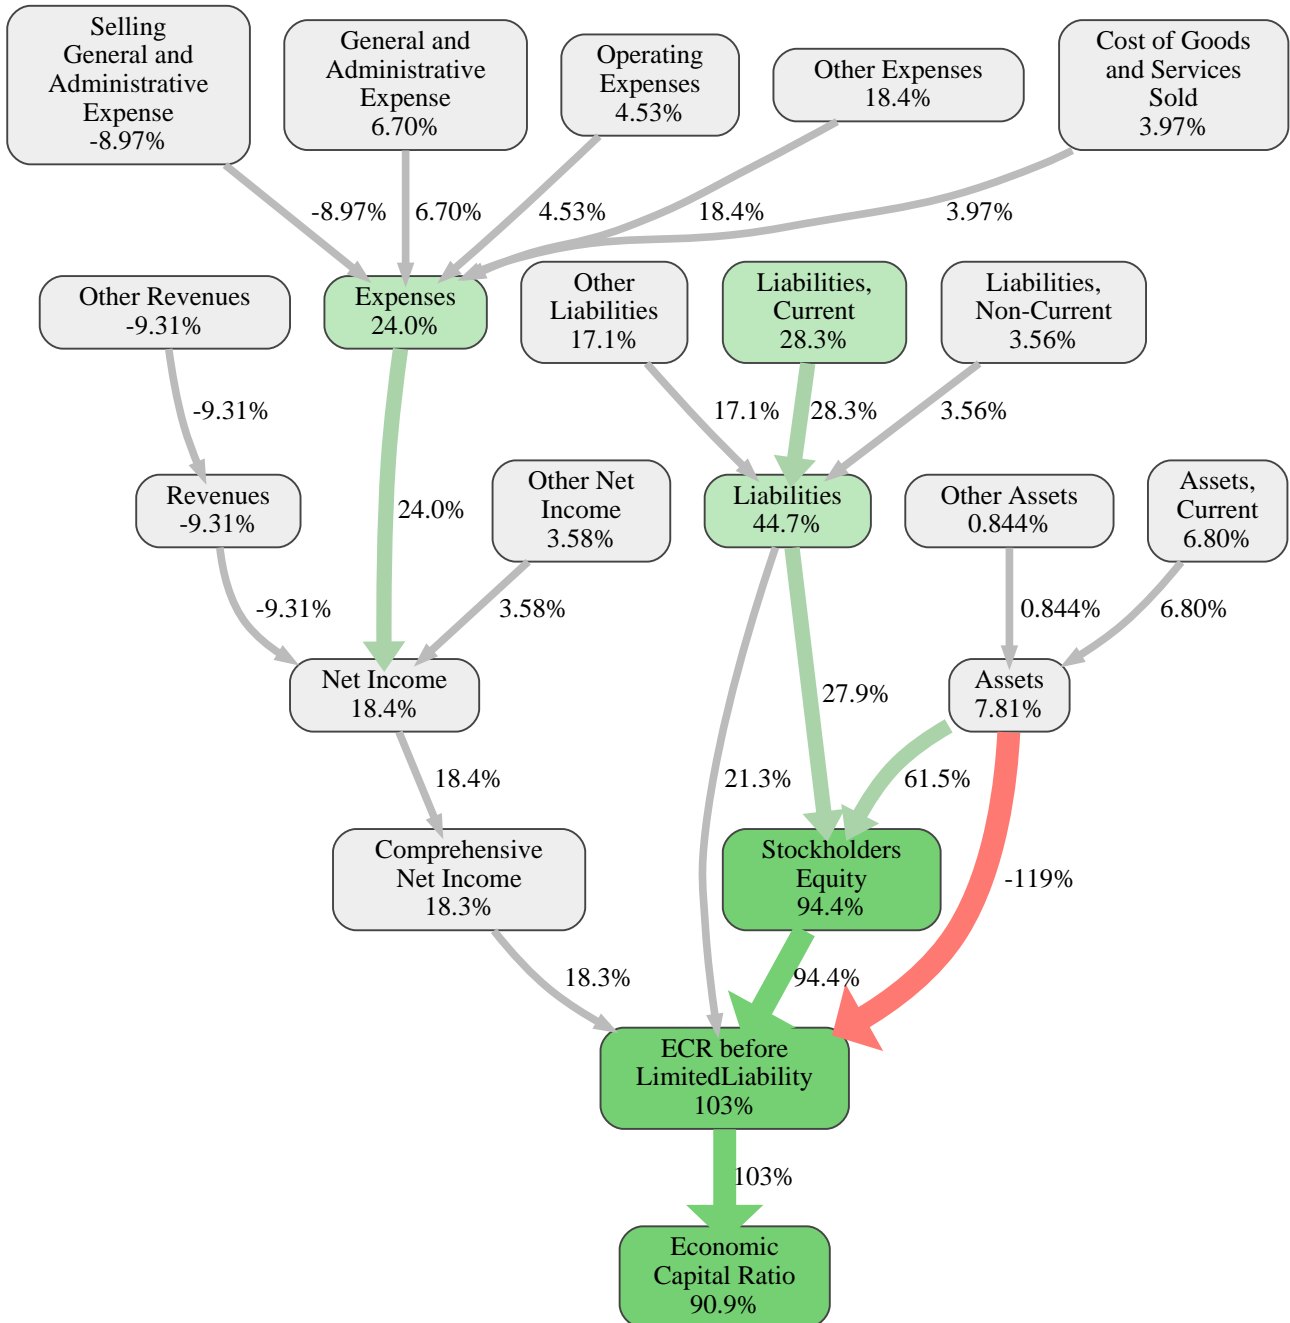 Selling
General and
Administrative
Expense
-8.97%
General and
Administrative
Expense
6.70%
Operating
Expenses
4.53%
Other Expenses
18.4%
Cost of Goods
and Services
Sold
3.97%
-8.97%
6.70%
4.53%
18.4%
3.97%
Other Revenues
-9.31%
Expenses
24.0%
Other
Liabilities
17.1%
Liabilities,
Current
28.3%
Liabilities,
Non-Current
3.56%
-9.31%
17.1%
28.3%
3.56%
Revenues
-9.31%
24.0%
Other Net
Income
3.58%
Liabilities
44.7%
Other Assets
0.844%
Assets,
Current
6.80%
-9.31%
3.58%
0.844%
6.80%
Net Income
18.4%
27.9%
Assets
7.81%
18.4%
21.3%
61.5%
Comprehensive
Net Income
18.3%
Stockholders
Equity
94.4%
-119%
18.3%
94.4%
ECR before
LimitedLiability
103%
103%
Economic
Capital Ratio
90.9%